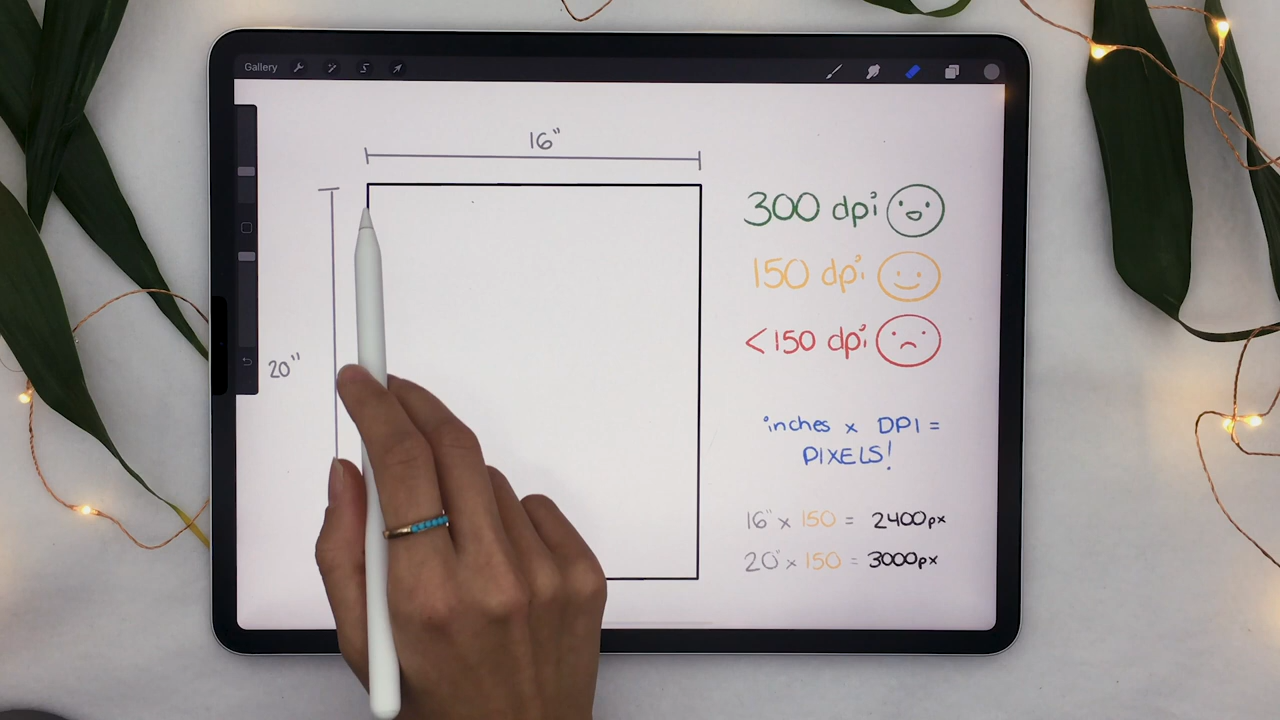 Gallery
16"
20"
300 dpi
150 dpi
<150 dpi
inches x DPI =
PIXELS!
16" x 150 = 2400px
20" x 150 = 3000px